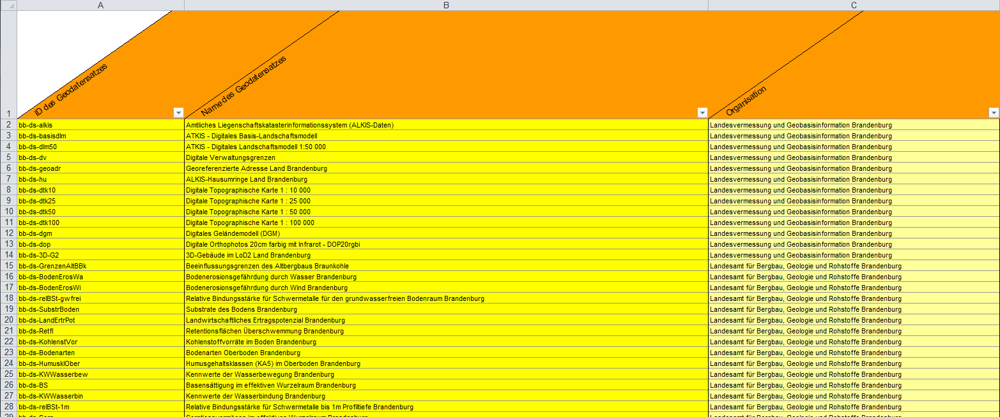 A B C
1 ID des Geodatensatzes Name des Geodatensatzes Organisation
2 bb-ds-alkis Amtliches Liegenschaftskatasterinformationssystem (ALKIS-Daten) Landesvermessung und Geobasisinformation Brandenburg
3 bb-ds-basisdlm ATKIS - Digitales Basis-Landschaftsmodell Landesvermessung und Geobasisinformation Brandenburg
4 bb-ds-dlm50 ATKIS - Digitales Landschaftsmodell 1:50 000 Landesvermessung und Geobasisinformation Brandenburg
5 bb-ds-dv Digitale Verwaltungsgrenzen Landesvermessung und Geobasisinformation Brandenburg
6 bb-ds-geoadr Georeferenzierte Adresse Land Brandenburg Landesvermessung und Geobasisinformation Brandenburg
7 bb-ds-hu ALKIS-Hausumringe Land Brandenburg Landesvermessung und Geobasisinformation Brandenburg
8 bb-ds-dtk10 Digitale Topographische Karte 1 : 10 000 Landesvermessung und Geobasisinformation Brandenburg
9 bb-ds-dtk25 Digitale Topographische Karte 1 : 25 000 Landesvermessung und Geobasisinformation Brandenburg
10 bb-ds-dtk50 Digitale Topographische Karte 1 : 50 000 Landesvermessung und Geobasisinformation Brandenburg
11 bb-ds-dtk100 Digitale Topographische Karte 1 : 100 000 Landesvermessung und Geobasisinformation Brandenburg
12 bb-ds-dgm Digitales Geländemodell (DGM) Landesvermessung und Geobasisinformation Brandenburg
13 bb-ds-dop Digitale Orthophotos 20cm farbig mit Infrarot - DOP20rgbi Landesvermessung und Geobasisinformation Brandenburg
14 bb-ds-3D-G2 3D-Gebäude im LoD2 Land Brandenburg Landesvermessung und Geobasisinformation Brandenburg
15 bb-ds-GrenzenAltBBk Beeinflussungsgrenzen des Altbergbaus Braunkohle Landesamt für Bergbau, Geologie und Rohstoffe Brandenburg
16 bb-ds-BodenErosWa Bodenerosionsgefährdung durch Wasser Brandenburg Landesamt für Bergbau, Geologie und Rohstoffe Brandenburg
17 bb-ds-BodenErosWi Bodenerosionsgefährdung durch Wind Brandenburg Landesamt für Bergbau, Geologie und Rohstoffe Brandenburg
18 bb-ds-relBSt-gwfrei Relative Bindungsstärke für Schwermetalle für den grundwasserfreien Bodenraum Brandenburg Landesamt für Bergbau, Geologie und Rohstoffe Brandenburg
19 bb-ds-SubstrBoden Substrate des Bodens Brandenburg Landesamt für Bergbau, Geologie und Rohstoffe Brandenburg
20 bb-ds-LandErtrPot Landwirtschaftliches Ertragspotenzial Brandenburg Landesamt für Bergbau, Geologie und Rohstoffe Brandenburg
21 bb-ds-Retfl Retentionsflächen Überschwemmung Brandenburg Landesamt für Bergbau, Geologie und Rohstoffe Brandenburg
22 bb-ds-KohlenstVor Kohlenstoffvorräte im Boden Brandenburg Landesamt für Bergbau, Geologie und Rohstoffe Brandenburg
23 bb-ds-Bodenarten Bodenarten Oberboden Brandenburg Landesamt für Bergbau, Geologie und Rohstoffe Brandenburg
24 bb-ds-HumusklOber Humusgehaltsklassen (KA5) im Oberboden Brandenburg Landesamt für Bergbau, Geologie und Rohstoffe Brandenburg
25 bb-ds-KWWasserbew Kennwerte der Wasserbewegung Brandenburg Landesamt für Bergbau, Geologie und Rohstoffe Brandenburg
26 bb-ds-BS Basensättigung im effektiven Wurzelraum Brandenburg Landesamt für Bergbau, Geologie und Rohstoffe Brandenburg
27 bb-ds-KWWasserbin Kennwerte der Wasserbindung Brandenburg Landesamt für Bergbau, Geologie und Rohstoffe Brandenburg
28 bb-ds-relBSt-1m Relative Bindungsstärke für Schwermetalle bis 1m Profiltiefe Brandenburg Landesamt für Bergbau, Geologie und Rohstoffe Brandenburg